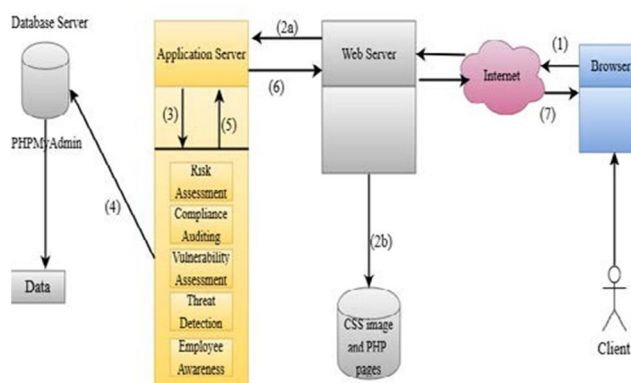 Database Server
PHPMyAdmin
Data
(4)
Application Server
(3)
(5)
Risk
Assessment
Compliance
Auditing
Vulnerability
Assessment
Threat
Detection
Employee
Awareness
(2a)
(6)
Web Server
(2b)
CSS image
and PHP
pages
Internet
(1)
(7)
Browser
Client